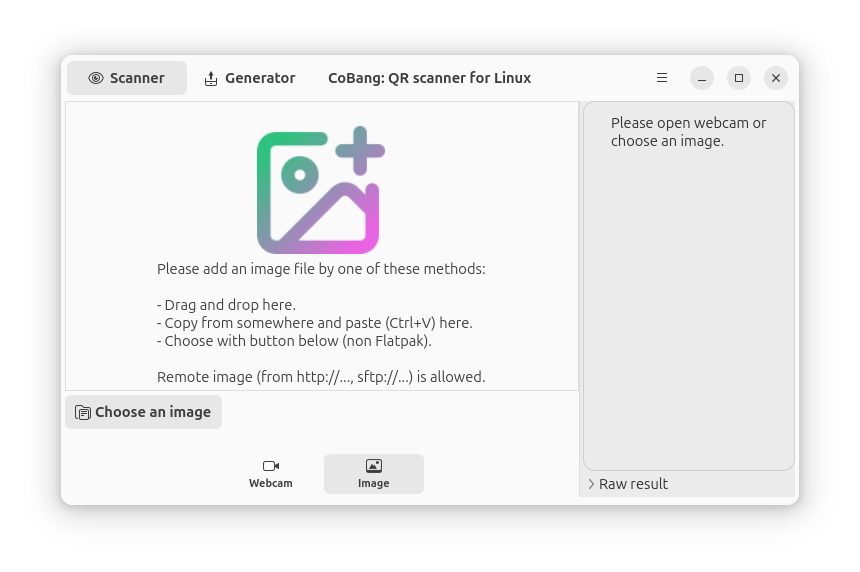 Scanner
Generator
CoBang: QR scanner for Linux
Please open webcam or
choose an image.
Please add an image file by one of these methods:
- Drag and drop here.
- Copy from somewhere and paste (Ctrl+V) here.
- Choose with button below (non Flatpak).
Remote image (from http://..., sftp://...) is allowed.
Choose an image
Webcam
Image
Raw result